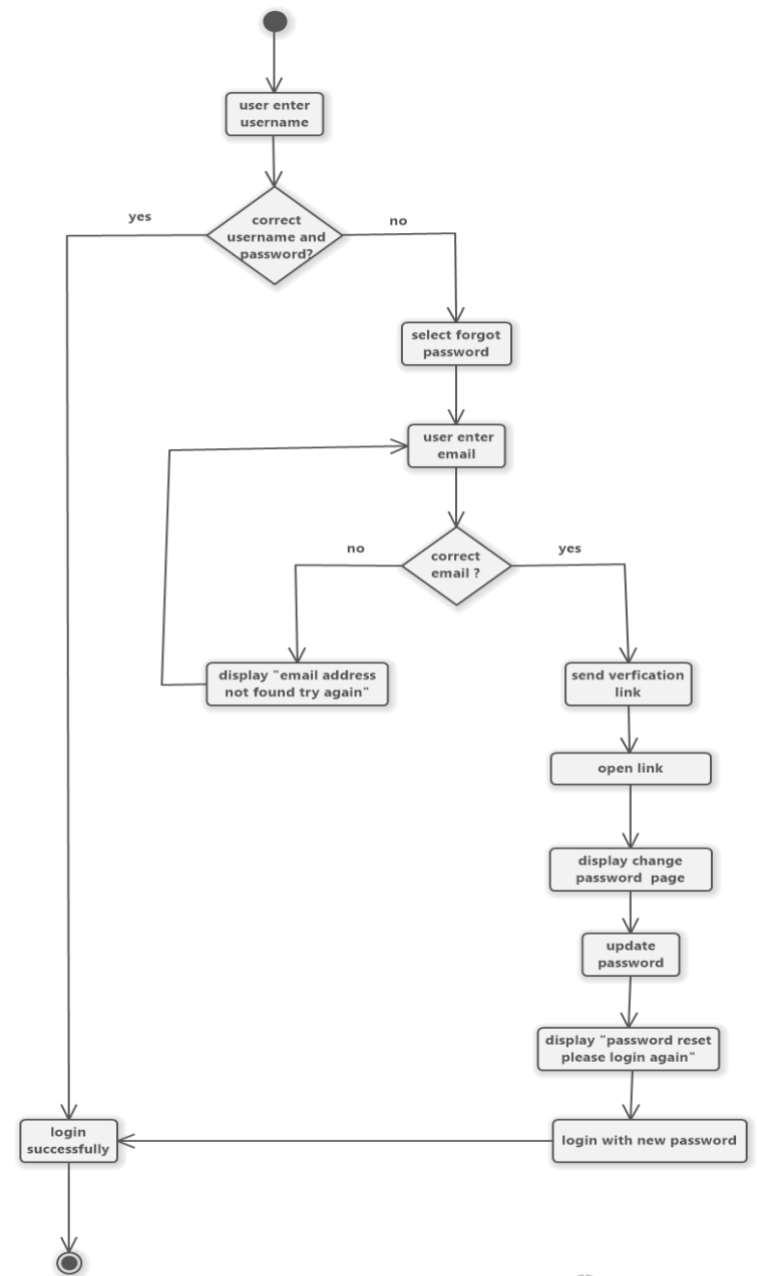 user enter
username
yes
correct
username and
password?
no
select forgot
password
user enter
email
no
correct
email ?
yes
display "email address
not found try again"
send verfication
link
open link
display change
password page
update
password
display "password reset
please login again"
login
successfully
login with new password